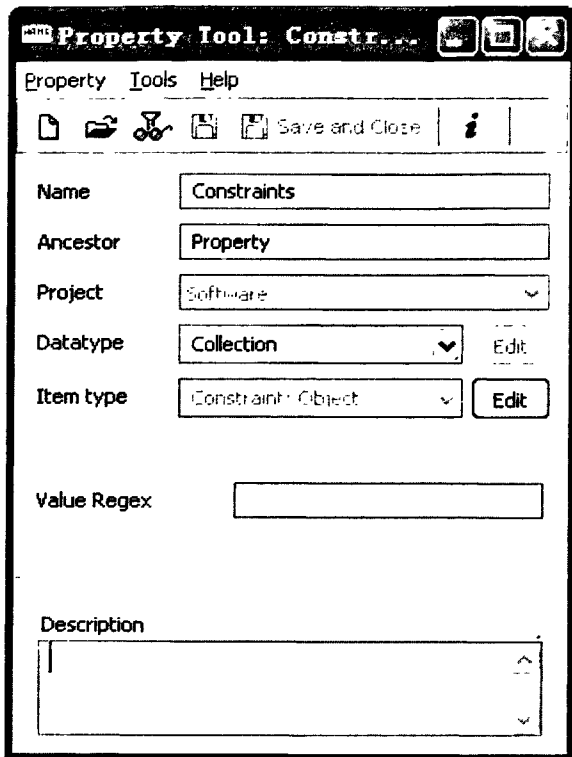 Property Tool: Constr...
Property Tools Help
Save and Close i
Name Constraints
Ancestor Property
Project Software
Datatype Collection Edit
Item type Constraint: Object Edit
Value Regex
Description